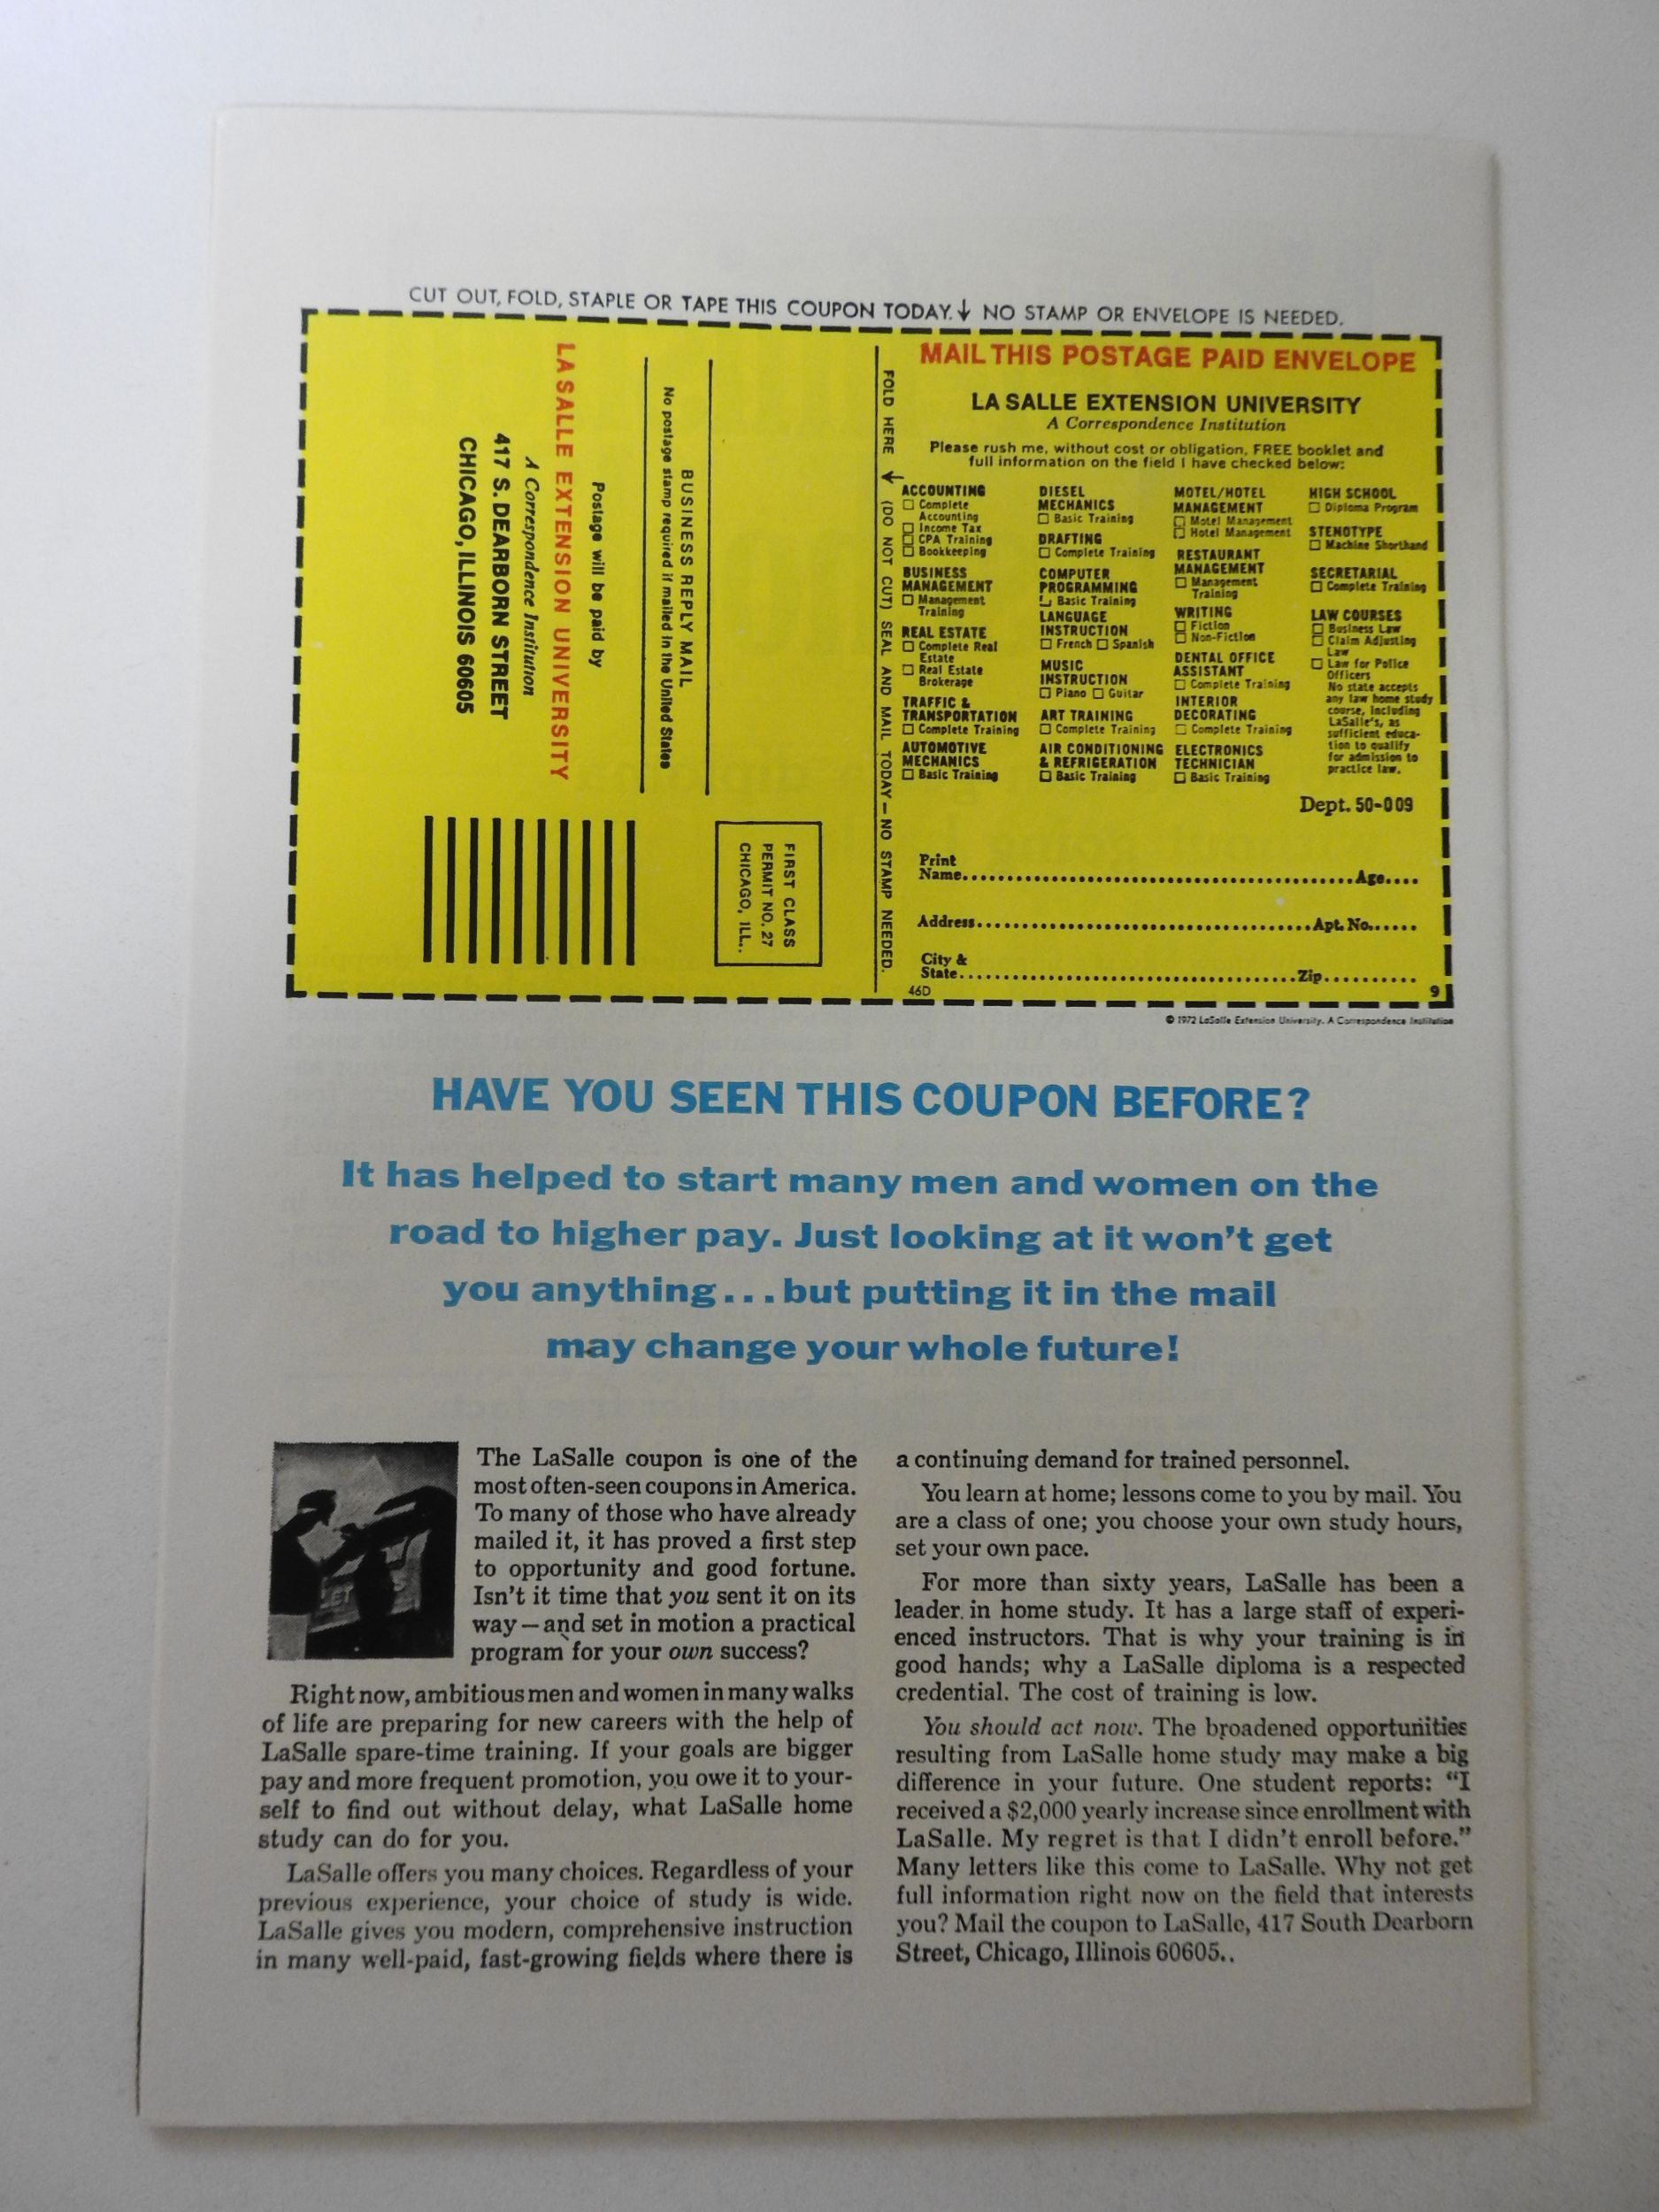 CUT OUT, FOLD, STAPLE OR TAPE THIS COUPON TODAY.↓ NO STAMP OR ENVELOPE IS NEEDED.
FIRST CLASS
PERMIT NO. 27
CHICAGO, ILL..
BUSINESS REPLY MAIL
No postage stamp required if mailed in the United States
Postage will be paid by
LA SALLE EXTENSION UNIVERSITY
A Correspondence Institution
417 S. DEARBORN STREET
CHICAGO, ILLINOIS 60605
FOLD HERE ← (DO NOT CUT) SEAL AND MAIL TODAY—NO STAMP NEEDED.
MAIL THIS POSTAGE PAID ENVELOPE
LA SALLE EXTENSION UNIVERSITY
A Correspondence Institution
Please rush me, without cost or obligation, FREE booklet and
full information on the field I have checked below:
ACCOUNTING
☐ Complete
Accounting
☐ Income Tax
☐ CPA Training
☐ Bookkeeping
BUSINESS
MANAGEMENT
☐ Management
Training
REAL ESTATE
☐ Complete Real
Estate
☐ Real Estate
Brokerage
TRAFFIC &
TRANSPORTATION
☐ Complete Training
AUTOMOTIVE
MECHANICS
☐ Basic Training
DIESEL
MECHANICS
☐ Basic Training
DRAFTING
☐ Complete Training
COMPUTER
PROGRAMMING
☐ Basic Training
LANGUAGE
INSTRUCTION
☐ French ☐ Spanish
MUSIC
INSTRUCTION
☐ Piano ☐ Guitar
ART TRAINING
☐ Complete Training
AIR CONDITIONING
& REFRIGERATION
☐ Basic Training
MOTEL/HOTEL
MANAGEMENT
☐ Motel Management
☐ Hotel Management
RESTAURANT
MANAGEMENT
☐ Management
Training
WRITING
☐ Fiction
☐ Non-Fiction
DENTAL OFFICE
ASSISTANT
☐ Complete Training
INTERIOR
DECORATING
☐ Complete Training
ELECTRONICS
TECHNICIAN
☐ Basic Training
HIGH SCHOOL
☐ Diploma Program
STENOTYPE
☐ Machine Shorthand
SECRETARIAL
☐ Complete Training
LAW COURSES
☐ Business Law
☐ Claim Adjusting
Law
☐ Law for Police
Officers
No state accepts
any law home study
course, including
LaSalle's, as
sufficient educa-
tion to qualify
for admission to
practice law.
Dept. 50-009
Print
Name.......... Age....
Address.......... Apt. No......
City &
State.......... Zip..........
46D 9
© 1972 LaSalle Extension University. A Correspondence Institution
HAVE YOU SEEN THIS COUPON BEFORE?
It has helped to start many men and women on the
road to higher pay. Just looking at it won't get
you anything...but putting it in the mail
may change your whole future!
The LaSalle coupon is one of the
most often-seen coupons in America.
To many of those who have already
mailed it, it has proved a first step
to opportunity and good fortune.
Isn't it time that you sent it on its
way—and set in motion a practical
program for your own success?
Right now, ambitious men and women in many walks
of life are preparing for new careers with the help of
LaSalle spare-time training. If your goals are bigger
pay and more frequent promotion, you owe it to your-
self to find out without delay, what LaSalle home
study can do for you.
LaSalle offers you many choices. Regardless of your
previous experience, your choice of study is wide.
LaSalle gives you modern, comprehensive instruction
in many well-paid, fast-growing fields where there is
a continuing demand for trained personnel.
You learn at home; lessons come to you by mail. You
are a class of one; you choose your own study hours,
set your own pace.
For more than sixty years, LaSalle has been a
leader in home study. It has a large staff of experi-
enced instructors. That is why your training is in
good hands; why a LaSalle diploma is a respected
credential. The cost of training is low.
You should act now. The broadened opportunities
resulting from LaSalle home study may make a big
difference in your future. One student reports: “I
received a $2,000 yearly increase since enrollment with
LaSalle. My regret is that I didn't enroll before.”
Many letters like this come to LaSalle. Why not get
full information right now on the field that interests
you? Mail the coupon to LaSalle, 417 South Dearborn
Street, Chicago, Illinois 60605..